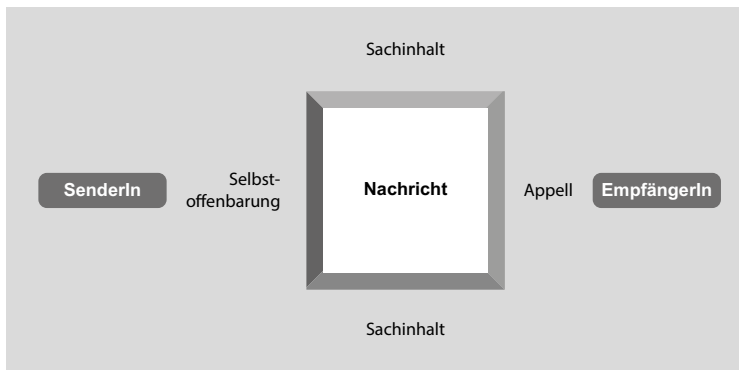 Sachinhalt
SenderIn
Selbst-
offenbarung
Nachricht
Appell
EmpfängerIn
Sachinhalt